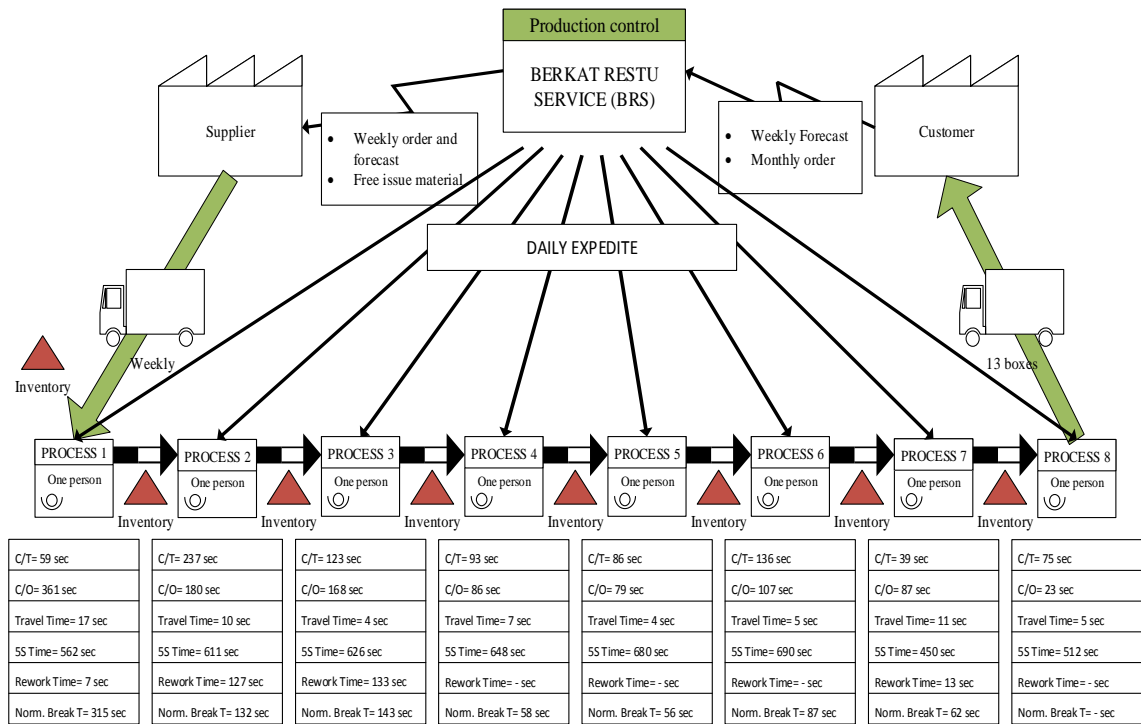 Production control
BERKAT RESTU
SERVICE (BRS)
Supplier
• Weekly order and
forecast
• Free issue material
• Weekly Forecast
• Monthly order
Customer
DAILY EXPEDITE
Weekly
13 boxes
Inventory
PROCESS 1
One person
PROCESS 2
One person
PROCESS 3
One person
PROCESS 4
One person
PROCESS 5
One person
PROCESS 6
One person
PROCESS 7
One person
PROCESS 8
One person
Inventory
Inventory
Inventory
Inventory
Inventory
Inventory
Inventory
C/T= 59 sec
C/O= 361 sec
Travel Time= 17 sec
5S Time= 562 sec
Rework Time= 7 sec
Norm. Break T= 315 sec
C/T= 237 sec
C/O= 180 sec
Travel Time= 10 sec
5S Time= 611 sec
Rework Time= 127 sec
Norm. Break T= 132 sec
C/T= 123 sec
C/O= 168 sec
Travel Time= 4 sec
5S Time= 626 sec
Rework Time= 133 sec
Norm. Break T= 143 sec
C/T= 93 sec
C/O= 86 sec
Travel Time= 7 sec
5S Time= 648 sec
Rework Time= - sec
Norm. Break T= 58 sec
C/T= 86 sec
C/O= 79 sec
Travel Time= 4 sec
5S Time= 680 sec
Rework Time= - sec
Norm. Break T= 56 sec
C/T= 136 sec
C/O= 107 sec
Travel Time= 5 sec
5S Time= 690 sec
Rework Time= - sec
Norm. Break T= 87 sec
C/T= 39 sec
C/O= 87 sec
Travel Time= 11 sec
5S Time= 450 sec
Rework Time= 13 sec
Norm. Break T= 62 sec
C/T= 75 sec
C/O= 23 sec
Travel Time= 5 sec
5S Time= 512 sec
Rework Time= - sec
Norm. Break T= - sec